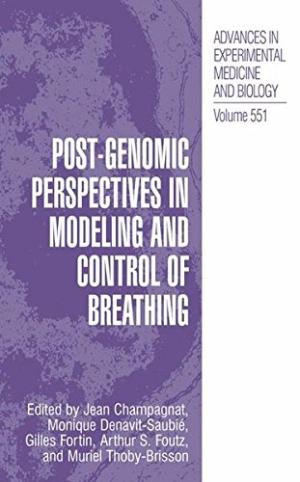 ADVANCES IN
EXPERIMENTAL
MEDICINE
AND BIOLOGY
Volume 551
POST-GENOMIC
PERSPECTIVES IN
MODELING AND
CONTROL OF
BREATHING
Edited by Jean Champagnat,
Monique Denavit-Saubié,
Gilles Fortin, Arthur S. Foutz,
and Muriel Thoby-Brisson